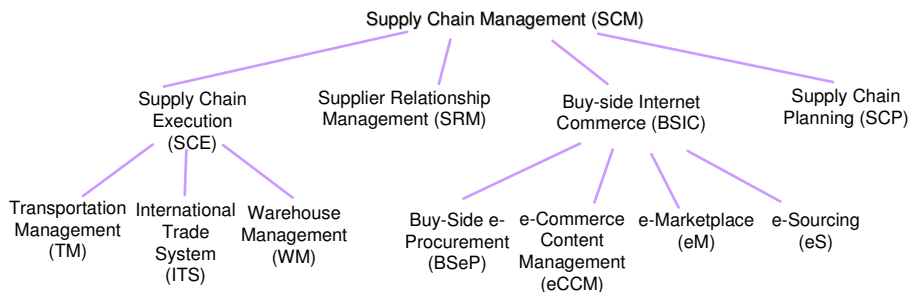 Supply Chain Management (SCM)
Supply Chain
Execution
(SCE)
Supplier Relationship
Management (SRM)
Buy-side Internet
Commerce (BSIC)
Supply Chain
Planning (SCP)
Transportation
Management
(TM)
International
Trade
System
(ITS)
Warehouse
Management
(WM)
Buy-Side e-
Procurement
(BSeP)
e-Commerce
Content
Management
(eCCM)
e-Marketplace
(eM)
e-Sourcing
(eS)